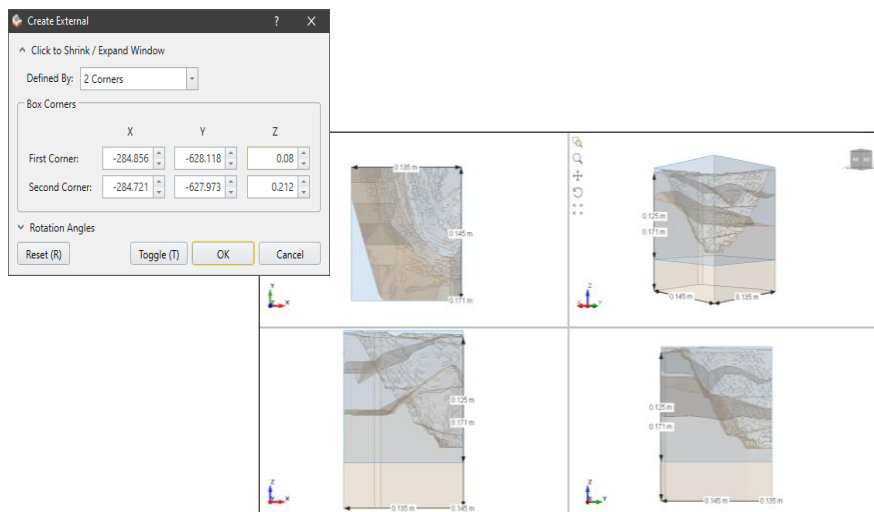 Create External ? X
^ Click to Shrink / Expand Window
Defined By: 2 Corners
Box Corners
X Y Z
First Corner: -284.856 -628.118 0.08
Second Corner: -284.721 -627.973 0.212
Rotation Angles
Reset (R) Toggle (T) OK Cancel
0.135 m
0.145 m
0.171 m
Y
X
0.125 m
0.171 m
0.145 m 0.135 m
Z
X Y
0.125 m
0.171 m
0.135 m 0.145 m
Z
X
0.125 m
0.171 m
0.145 m 0.135 m
Z
Y